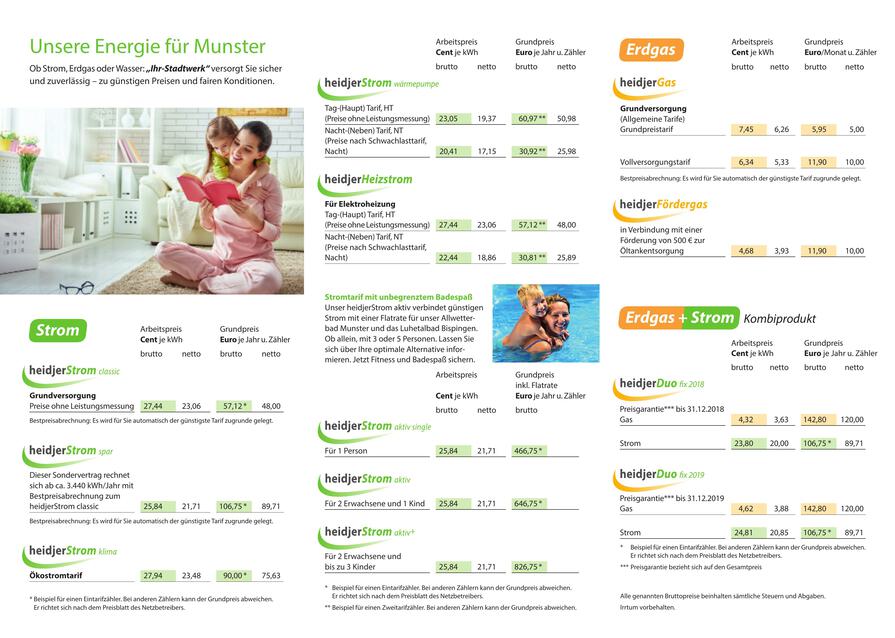 Unsere Energie für Munster
Ob Strom, Erdgas oder Wasser: „Ihr-Stadtwerk“ versorgt Sie sicher
und zuverlässig – zu günstigen Preisen und fairen Konditionen.
Strom
Arbeitspreis Grundpreis
Cent je kWh Euro je Jahr u. Zähler
brutto netto brutto netto
heidjerStrom classic
Grundversorgung
Preise ohne Leistungsmessung 27,44 23,06 57,12 * 48,00
Bestpreisabrechnung: Es wird für Sie automatisch der günstigste Tarif zugrunde gelegt.
heidjerStrom spar
Dieser Sondervertrag rechnet
sich ab ca. 3.440 kWh/Jahr mit
Bestpreisabrechnung zum
heidjerStrom classic 25,84 21,71 106,75 * 89,71
Bestpreisabrechnung: Es wird für Sie automatisch der günstigste Tarif zugrunde gelegt.
heidjerStrom klima
Ökostromtarif 27,94 23,48 90,00 * 75,63
* Beispiel für einen Eintarifzähler. Bei anderen Zählern kann der Grundpreis abweichen.
Er richtet sich nach dem Preisblatt des Netzbetreibers.
Arbeitspreis Grundpreis
Cent je kWh Euro je Jahr u. Zähler
brutto netto brutto netto
heidjerStrom wärmepumpe
Tag-(Haupt) Tarif, HT
(Preise ohne Leistungsmessung) 23,05 19,37 60,97 ** 50,98
Nacht-(Neben) Tarif, NT
(Preise nach Schwachlasttarif,
Nacht) 20,41 17,15 30,92 ** 25,98
heidjerHeizstrom
Für Elektroheizung
Tag-(Haupt) Tarif, HT
(Preise ohne Leistungsmessung) 27,44 23,06 57,12 ** 48,00
Nacht-(Neben) Tarif, NT
(Preise nach Schwachlasttarif,
Nacht) 22,44 18,86 30,81 ** 25,89
Stromtarif mit unbegrenztem Badespaß
Unser heidjerStrom aktiv verbindet günstigen
Strom mit einer Flatrate für unser Allwetter-
bad Munster und das Luhetalbad Bispingen.
Ob allein, mit 3 oder 5 Personen. Lassen Sie
sich über Ihre optimale Alternative infor-
mieren. Jetzt Fitness und Badespaß sichern.
Arbeitspreis Grundpreis
inkl. Flatrate
Cent je kWh Euro je Jahr u. Zähler
brutto netto brutto
heidjerStrom aktiv single
Für 1 Person 25,84 21,71 466,75 *
heidjerStrom aktiv
Für 2 Erwachsene und 1 Kind 25,84 21,71 646,75 *
heidjerStrom aktiv+
Für 2 Erwachsene und
bis zu 3 Kinder 25,84 21,71 826,75 *
* Beispiel für einen Eintarifzähler. Bei anderen Zählern kann der Grundpreis abweichen.
Er richtet sich nach dem Preisblatt des Netzbetreibers.
** Beispiel für einen Zweitarifzähler. Bei anderen Zählern kann der Grundpreis abweichen,
Erdgas
Arbeitspreis Grundpreis
Cent je kWh Euro/Monat u. Zähler
brutto netto brutto netto
heidjerGas
Grundversorgung
(Allgemeine Tarife)
Grundpreistarif 7,45 6,26 5,95 5,00
Vollversorgungstarif 6,34 5,33 11,90 10,00
Bestpreisabrechnung: Es wird für Sie automatisch der günstigste Tarif zugrunde gelegt.
heidjerFördergas
in Verbindung mit einer
Förderung von 500 € zur
Öltankentsorgung 4,68 3,93 11,90 10,00
Erdgas + Strom Kombiprodukt
Arbeitspreis Grundpreis
Cent je kWh Euro je Jahr u. Zähler
brutto netto brutto netto
heidjerDuo fix 2018
Preisgarantie*** bis 31.12.2018
Gas 4,32 3,63 142,80 120,00
Strom 23,80 20,00 106,75 * 89,71
heidjerDuo fix 2019
Preisgarantie*** bis 31.12.2019
Gas 4,62 3,88 142,80 120,00
Strom 24,81 20,85 106,75 * 89,71
* Beispiel für einen Eintarifzähler. Bei anderen Zählern kann der Grundpreis abweichen.
Er richtet sich nach dem Preisblatt des Netzbetreibers.
*** Preisgarantie bezieht sich auf den Gesamtpreis
Alle genannten Bruttopreise beinhalten sämtliche Steuern und Abgaben.
Irrtum vorbehalten.